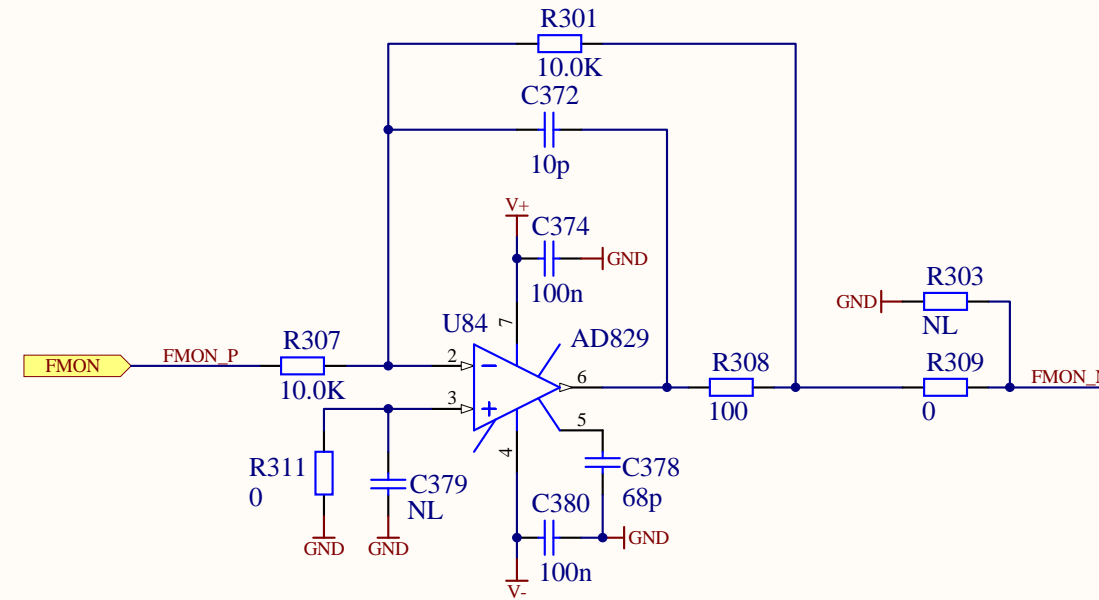 R301
10.0K
C372
10p
V+
C374
GND
100n
R303
GND
NL
U84
7
AD829
R307
FMON
FMON_P
2
10.0K
6
R308
100
R309
0
FMON_N
3
5
4
R311
0
C379
NL
C378
68p
C380
GND
100n
GND
GND
V-